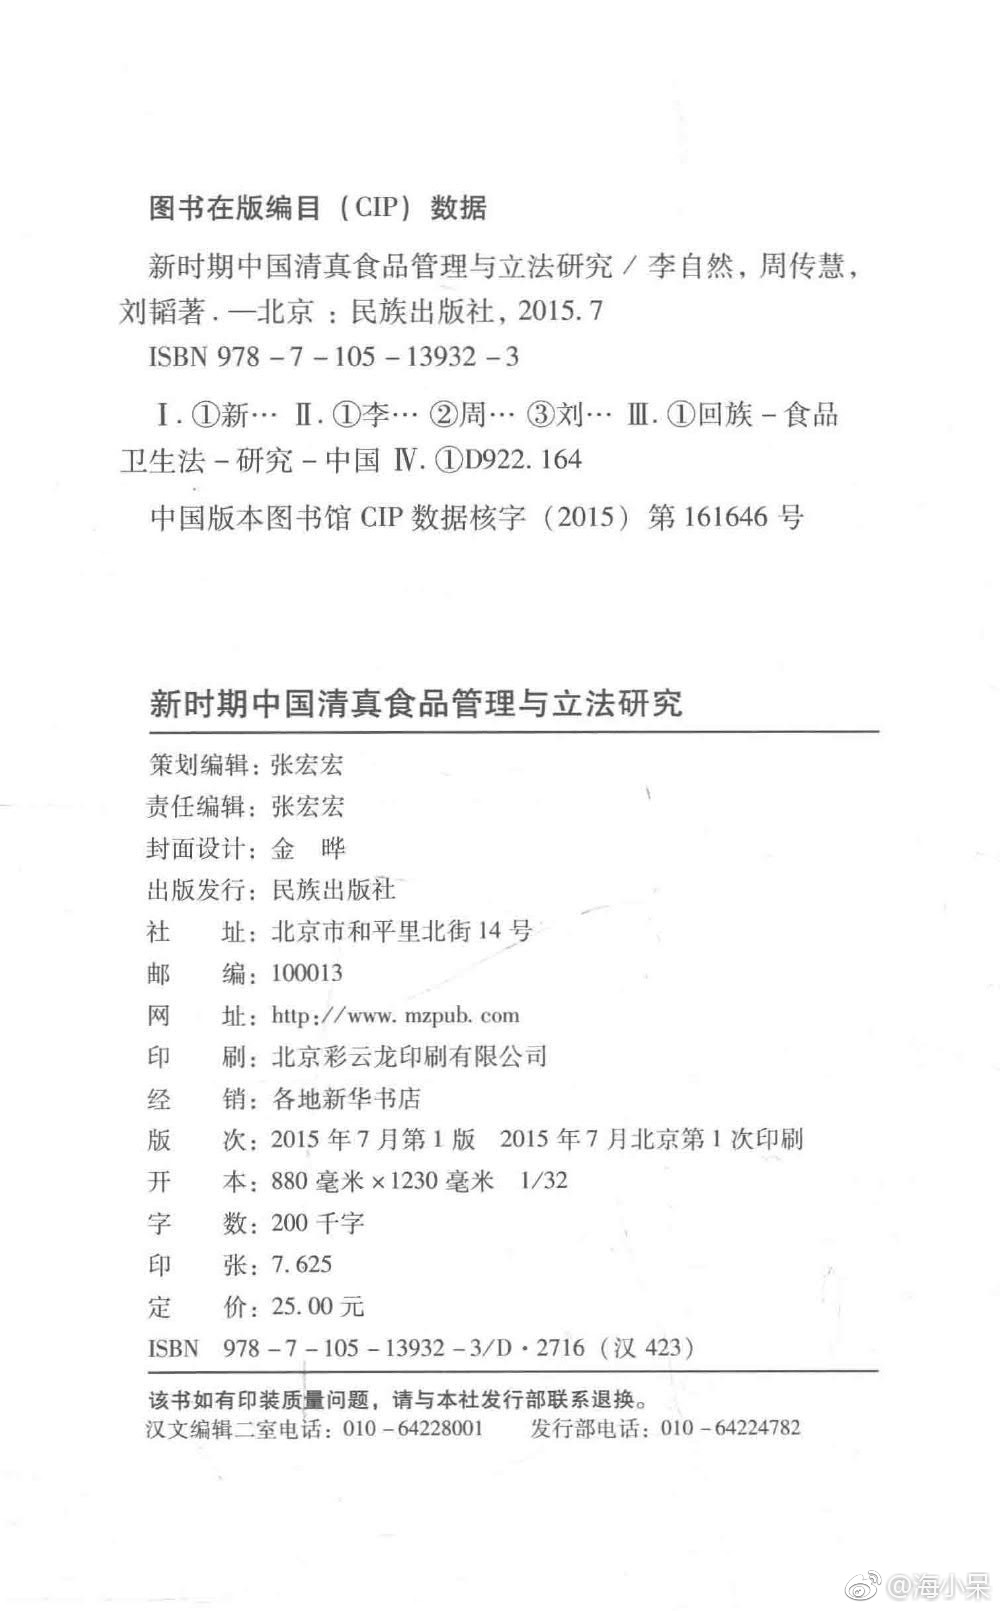 图书在版编目（CIP）数据
新时期中国清真食品管理与立法研究 / 李自然，周传慧，
刘韬著. —北京 : 民族出版社，2015.7
ISBN 978-7-105-13932-3
Ⅰ.①新… Ⅱ.①李… ②周… ③刘… Ⅲ.①回族-食品
卫生法-研究-中国 Ⅳ.①D922.164
中国版本图书馆 CIP 数据核字（2015）第 161646 号
新时期中国清真食品管理与立法研究
策划编辑：张宏宏
责任编辑：张宏宏
封面设计：金 晔
出版发行：民族出版社
社 址：北京市和平里北街 14 号
邮 编：100013
网 址：http://www.mzpub.com
印 刷：北京彩云龙印刷有限公司
经 销：各地新华书店
版 次：2015 年 7 月第 1 版 2015 年 7 月北京第 1 次印刷
开 本：880 毫米×1230 毫米 1/32
字 数：200 千字
印 张：7.625
定 价：25.00 元
ISBN 978-7-105-13932-3/D·2716（汉 423）
该书如有印装质量问题，请与本社发行部联系退换。
汉文编辑二室电话：010-64228001 发行部电话：010-64224782
@海小呆